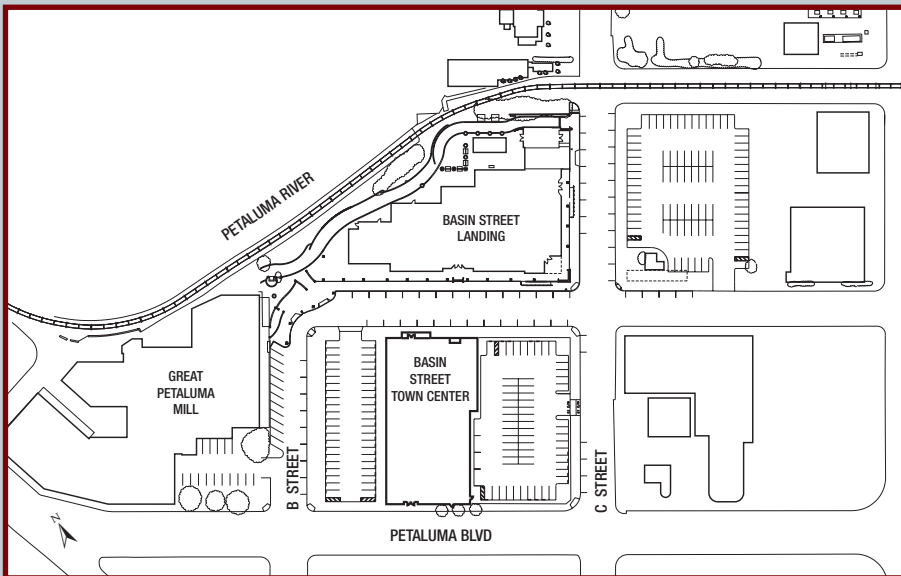 PETALUMA RIVER
BASIN STREET
LANDING
GREAT
PETALUMA
MILL
BASIN
STREET
TOWN CENTER
B STREET
C STREET
PETALUMA BLVD
N